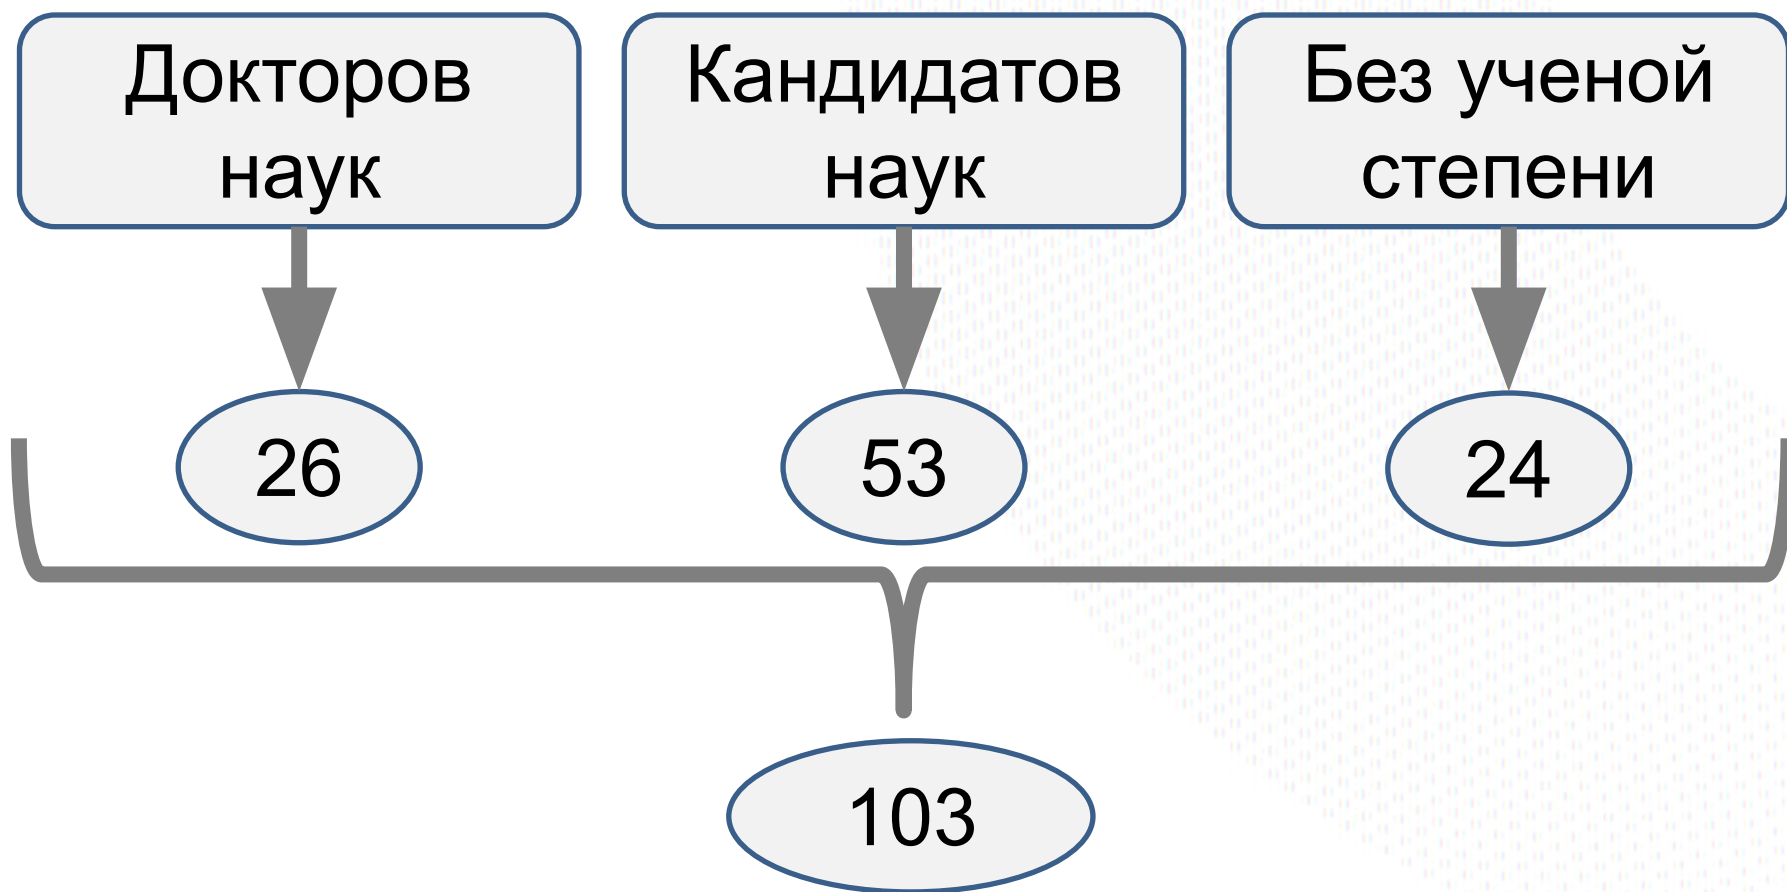 Докторов
наук
Кандидатов
наук
Без ученой
степени
26
53
24
103